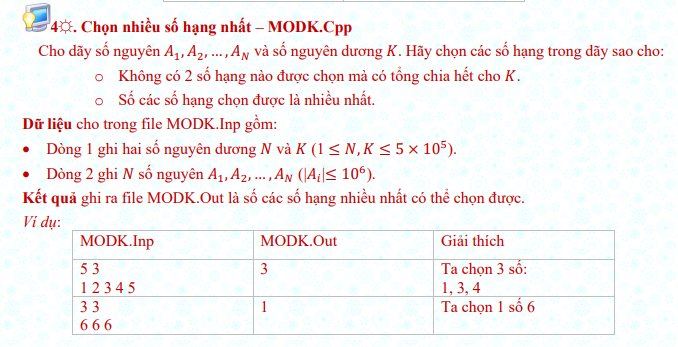 4☼. Chọn nhiều số hạng nhất – MODK.Cpp
Cho dãy số nguyên A₁, A₂, ..., A_N và số nguyên dương K. Hãy chọn các số hạng trong dãy sao cho:
o Không có 2 số hạng nào được chọn mà có tổng chia hết cho K.
o Số các số hạng chọn được là nhiều nhất.
Dữ liệu cho trong file MODK.Inp gồm:
• Dòng 1 ghi hai số nguyên dương N và K (1 ≤ N, K ≤ 5 × 10⁵).
• Dòng 2 ghi N số nguyên A₁, A₂, ..., A_N (|Aᵢ|≤ 10⁶).
Kết quả ghi ra file MODK.Out là số các số hạng nhiều nhất có thể chọn được.
Ví dụ:
MODK.Inp MODK.Out Giải thích
5 3 3 Ta chọn 3 số:
1 2 3 4 5 1, 3, 4
3 3 1 Ta chọn 1 số 6
6 6 6